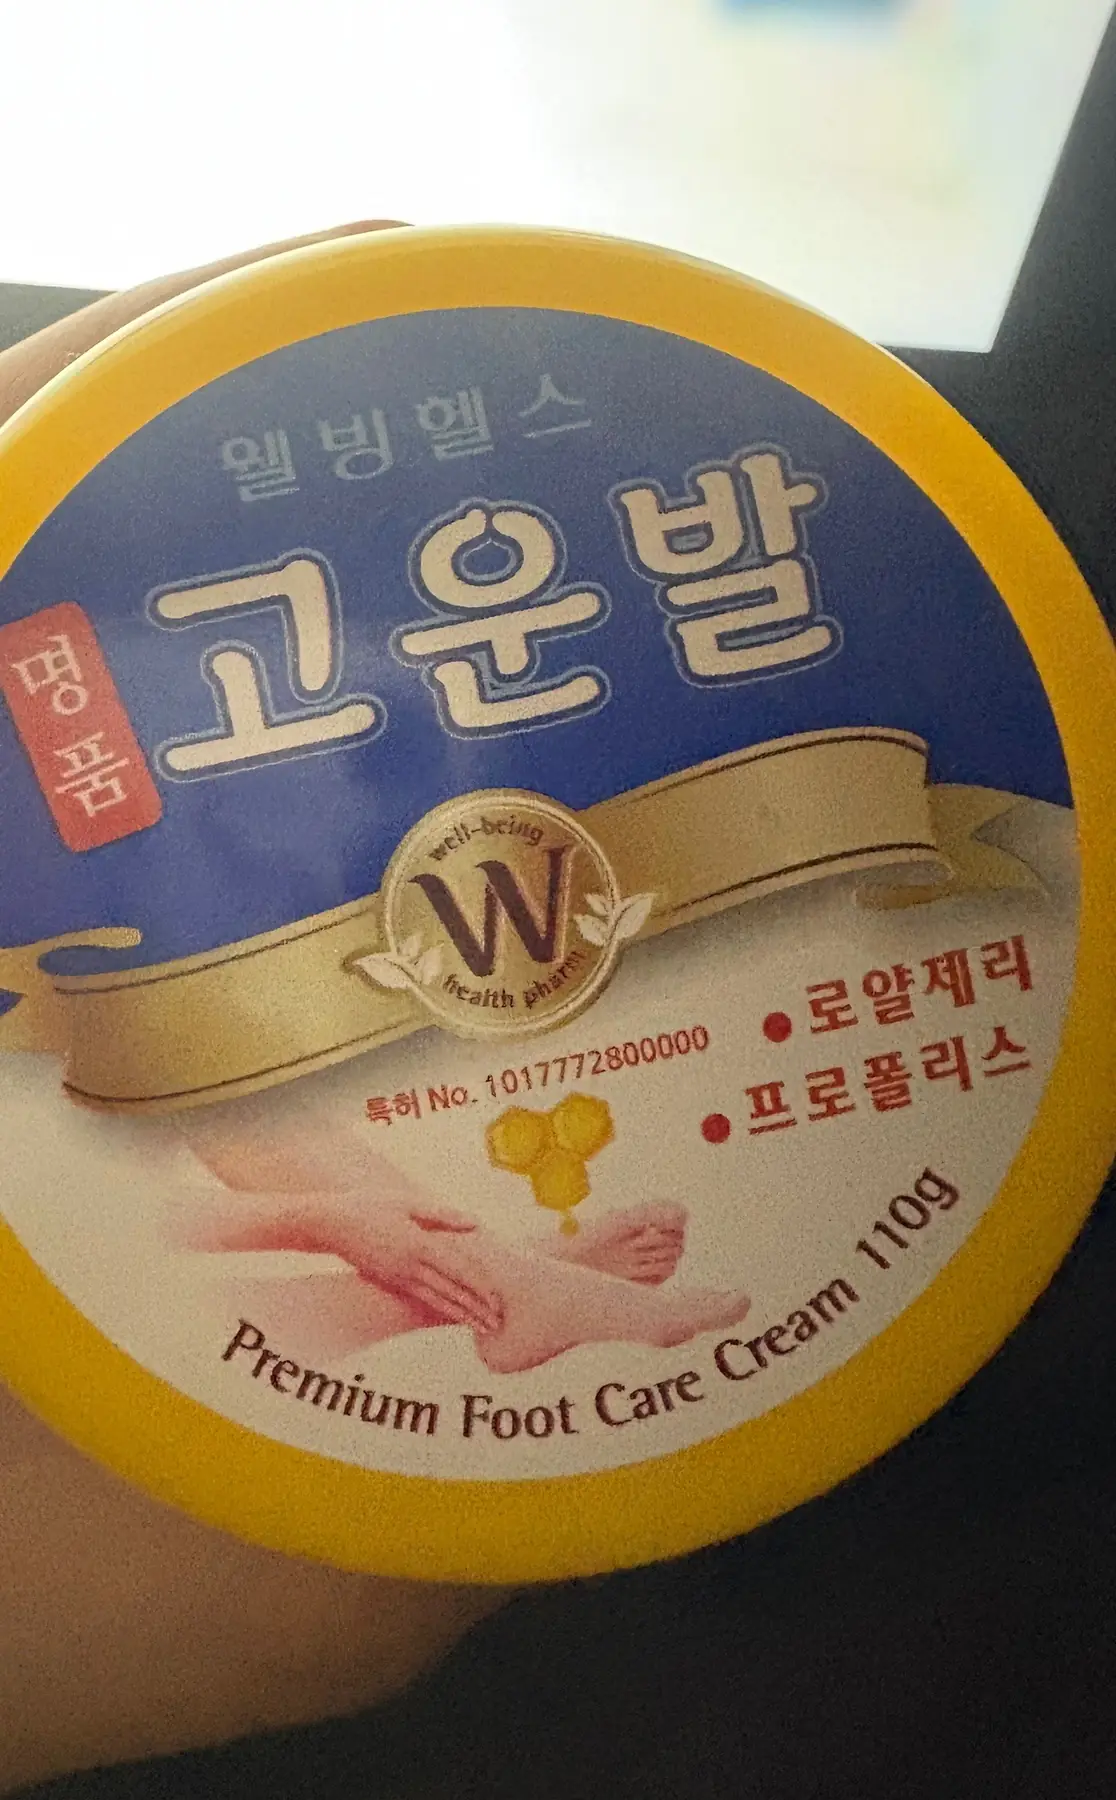 웰빙헬스
명품
고운발
well-being
W
health pharm
특허 No. 1017772800000
• 로얄제리
• 프로폴리스
Premium Foot Care Cream 110g